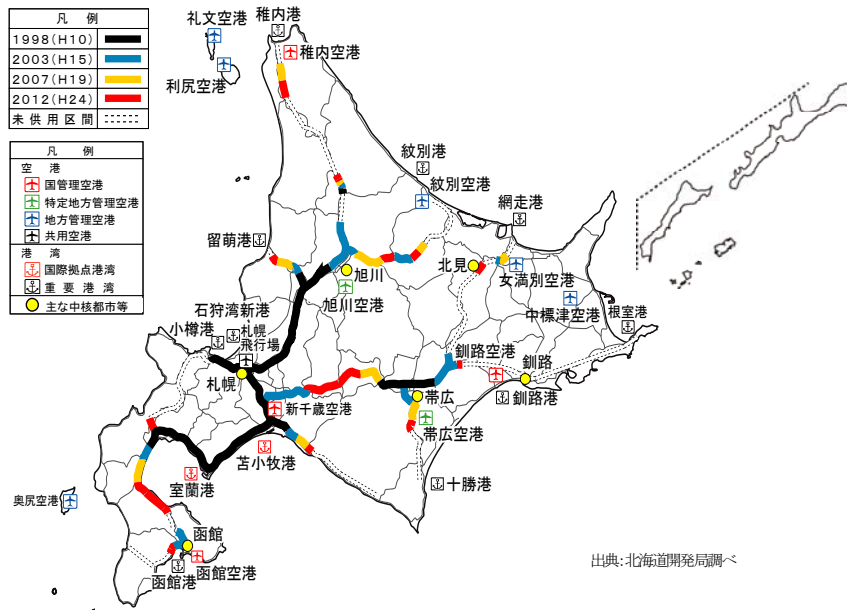 凡 例
1998(H10)
2003(H15)
2007(H19)
2012(H24)
未供用区間
凡 例
空 港
国管理空港
特定地方管理空港
地方管理空港
共用空港
港 湾
国際拠点港湾
重要港湾
主な中核都市等
礼文空港
稚内港
稚内空港
利尻空港
紋別港
紋別空港
網走港
留萌港
北見
女満別空港
旭川
旭川空港
中標津空港
根室港
石狩湾新港
小樽港
札幌
飛行場
札幌
釧路空港
釧路
釧路港
新千歳空港
帯広
帯広空港
苫小牧港
室蘭港
十勝港
奥尻空港
函館
函館空港
函館港
出典:北海道開発局調べ